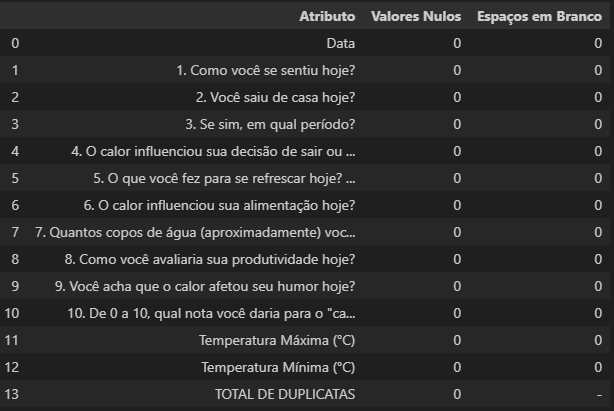 Atributo Valores Nulos Espaços em Branco
0 Data 0 0
1 1. Como você se sentiu hoje? 0 0
2 2. Você saiu de casa hoje? 0 0
3 3. Se sim, em qual período? 0 0
4 4. O calor influenciou sua decisão de sair ou ... 0 0
5 5. O que você fez para se refrescar hoje? ... 0 0
6 6. O calor influenciou sua alimentação hoje? 0 0
7 7. Quantos copos de água (aproximadamente) voc... 0 0
8 8. Como você avaliaria sua produtividade hoje? 0 0
9 9. Você acha que o calor afetou seu humor hoje? 0 0
10 10. De 0 a 10, qual nota você daria para o "ca... 0 0
11 Temperatura Máxima (°C) 0 0
12 Temperatura Mínima (°C) 0 0
13 TOTAL DE DUPLICATAS 0 -